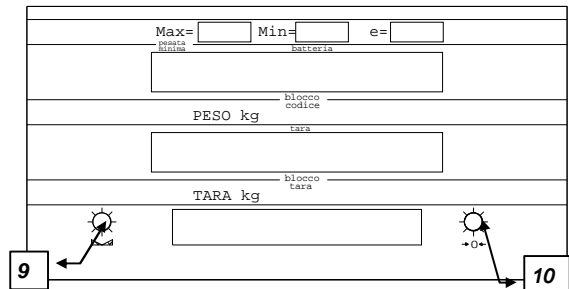 Max= Min= e=
pesata minima batteria
blocco codice
PESO kg
tara
blocco tara
TARA kg
→0←
9 10